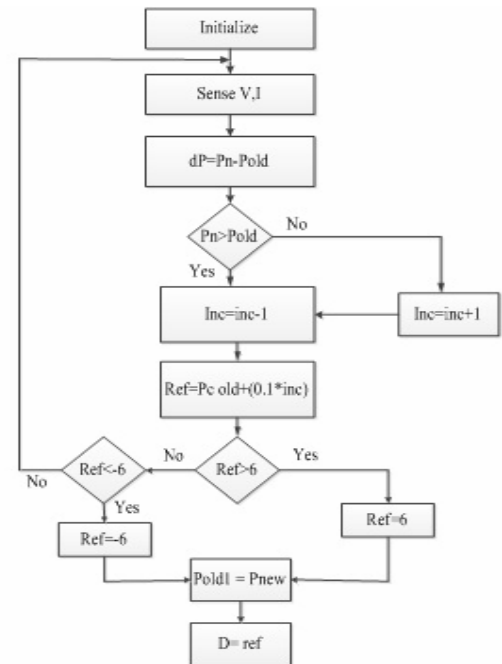 Initialize
Sense V,I
dP=Pn-Pold
Pn>Pold
No
Yes
Inc=inc-1
Inc=inc+1
Ref=Pc old+(0.1*inc)
Ref<-6
No
Ref>6
Yes
No
Yes
Ref=-6
Ref=6
Pold1 = Pnew
D= ref